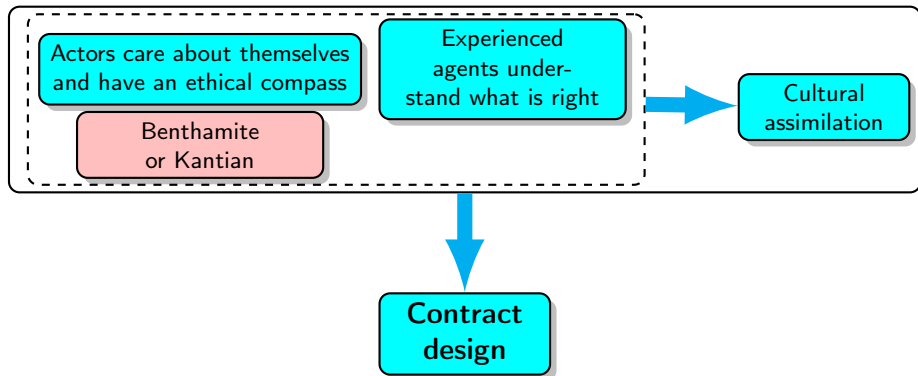 Actors care about themselves
and have an ethical compass
Benthamite
or Kantian
Experienced
agents under-
stand what is right
Cultural
assimilation
Contract
design